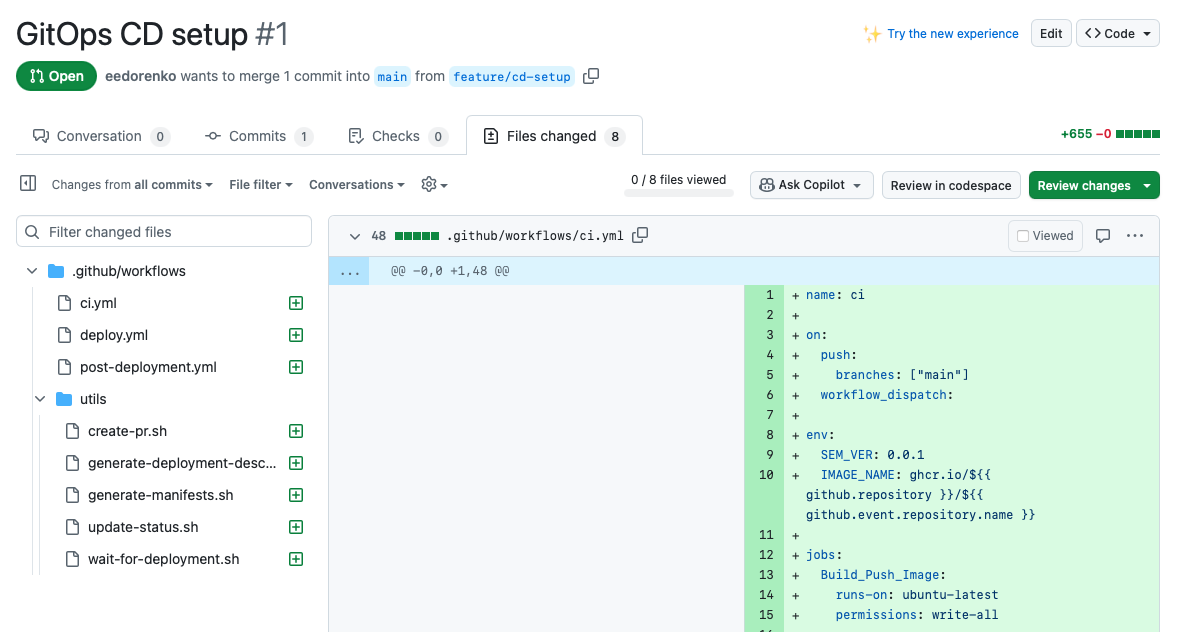 GitOps CD setup #1
Try the new experience
Edit
<> Code
Open
eedorenko wants to merge 1 commit into main from feature/cd-setup
Conversation 0
Commits 1
Checks 0
Files changed 8
+655 −0
Changes from all commits
File filter
Conversations
0 / 8 files viewed
Ask Copilot
Review in codespace
Review changes
Filter changed files
.github/workflows
ci.yml
deploy.yml
post-deployment.yml
utils
create-pr.sh
generate-deployment-desc...
generate-manifests.sh
update-status.sh
wait-for-deployment.sh
48 .github/workflows/ci.yml
Viewed
...
... @@ -0,0 +1,48 @@
1 + name: ci
2 +
3 + on:
4 + push:
5 + branches: ["main"]
6 + workflow_dispatch:
7 +
8 + env:
9 + SEM_VER: 0.0.1
10 + IMAGE_NAME: ghcr.io/${{
github.repository }}/${{
github.event.repository.name }}
11 +
12 + jobs:
13 + Build_Push_Image:
14 + runs-on: ubuntu-latest
15 + permissions: write-all